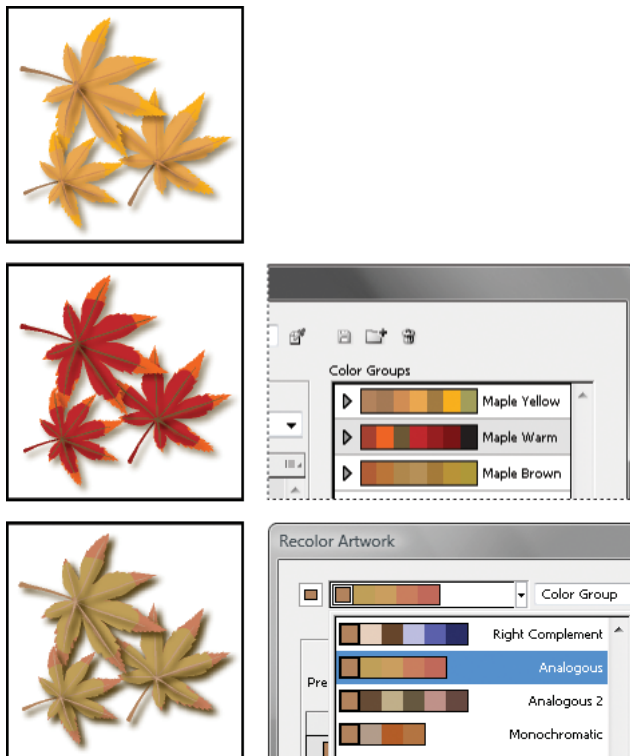 Color Groups
Maple Yellow
Maple Warm
Maple Brown
Recolor Artwork
Color Group
Right Complement
Pre
Analogous
Analogous 2
Monochromatic